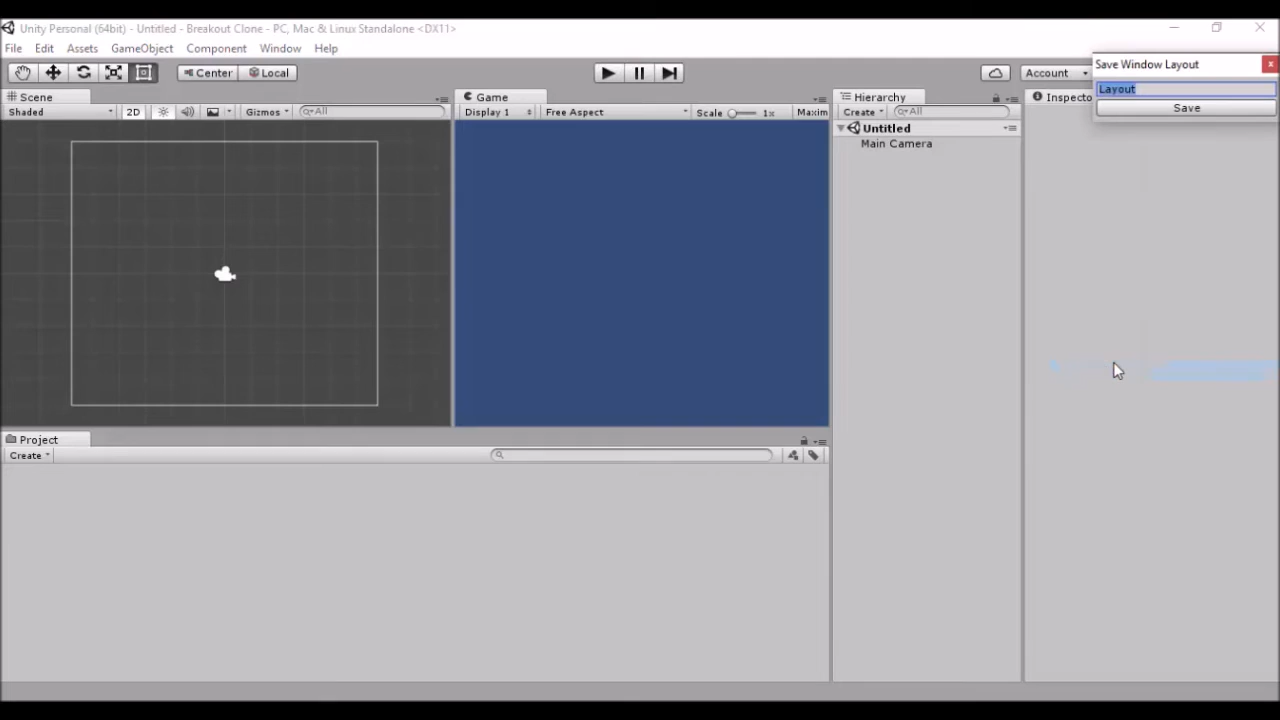 Unity Personal (64bit) - Untitled - Breakout Clone - PC, Mac & Linux Standalone <DX11>
File Edit Assets GameObject Component Window Help
Center Local Account
Save Window Layout
Layout
Save
Scene Game Hierarchy Inspecto
Shaded 2D Gizmos All Display 1 Free Aspect Scale 1x Maxim Create All
Untitled
Main Camera
Project
Create